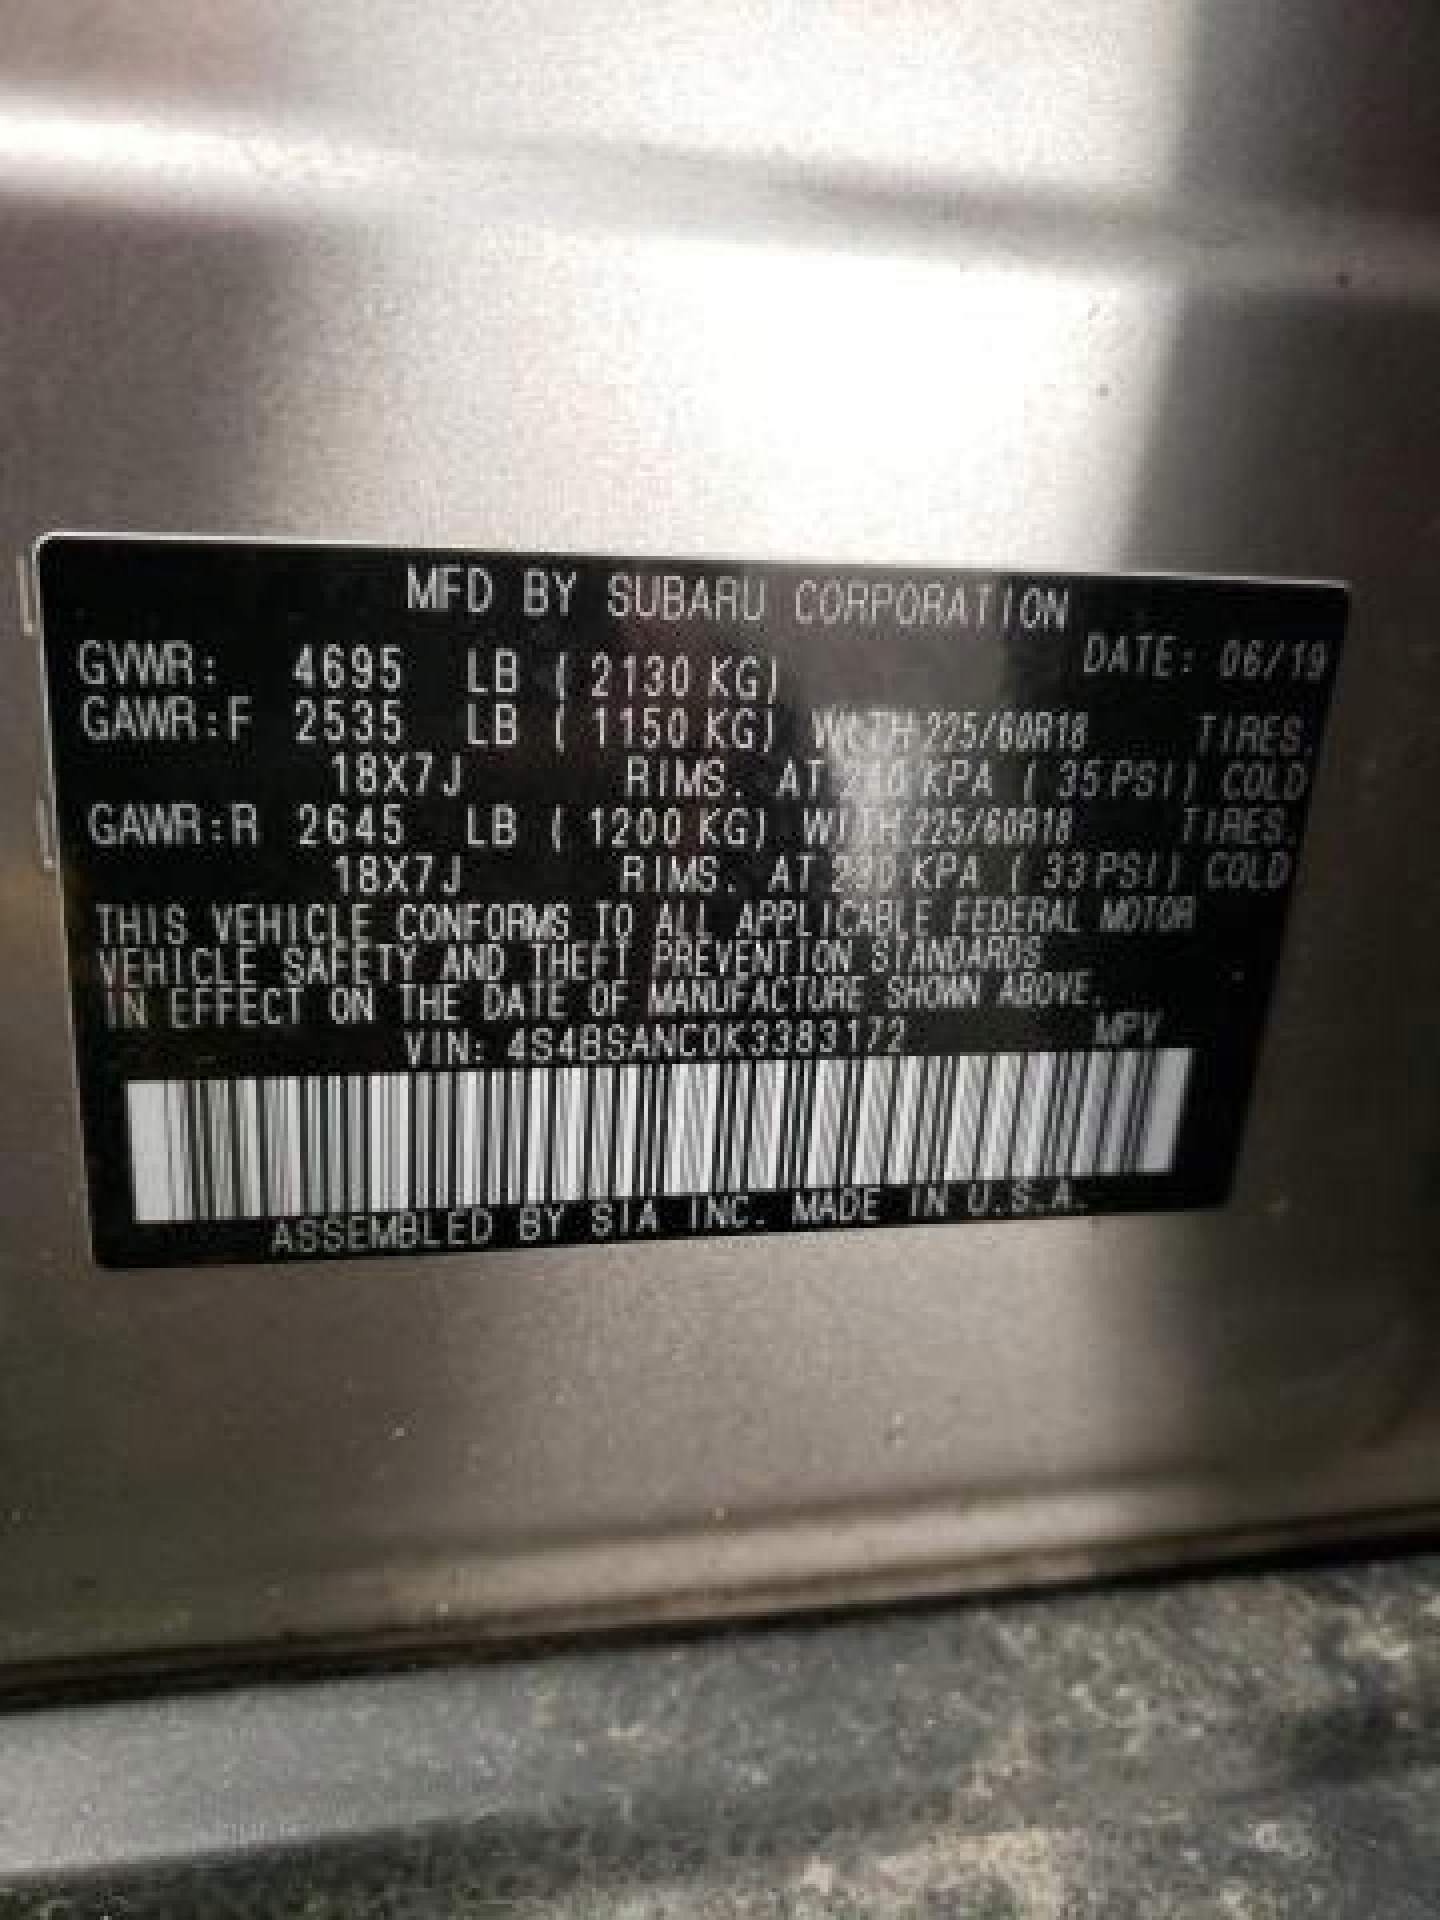 MFD BY SUBARU CORPORATION
DATE: 06/19
GVWR: 4695 LB ( 2130 KG)
GAWR:F 2535 LB ( 1150 KG) WITH 225/60R18 TIRES.
18X7J RIMS. AT 240 KPA ( 35 PSI) COLD
GAWR:R 2645 LB ( 1200 KG) WITH 225/60R18 TIRES.
18X7J RIMS. AT 230 KPA ( 33 PSI) COLD
THIS VEHICLE CONFORMS TO ALL APPLICABLE FEDERAL MOTOR
VEHICLE SAFETY AND THEFT PREVENTION STANDARDS
IN EFFECT ON THE DATE OF MANUFACTURE SHOWN ABOVE.
VIN: 4S4BSANC0K3383172 MPV
ASSEMBLED BY SIA INC. MADE IN U.S.A.